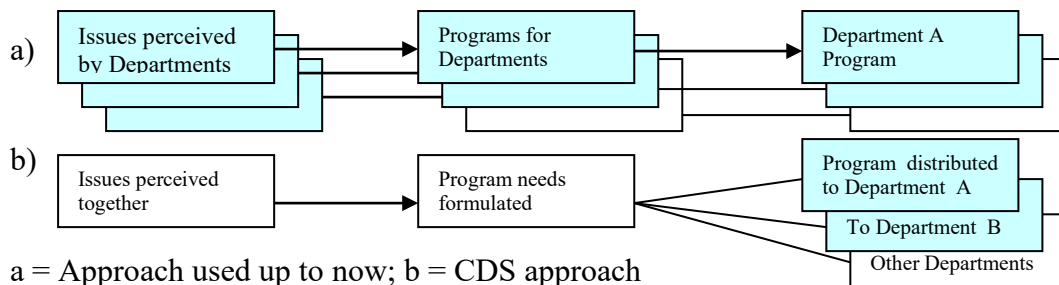 a)
Issues perceived
by Departments
Programs for
Departments
Department A
Program
b)
Issues perceived
together
Program needs
formulated
Program distributed
to Department A
To Department B
Other Departments
a = Approach used up to now; b = CDS approach